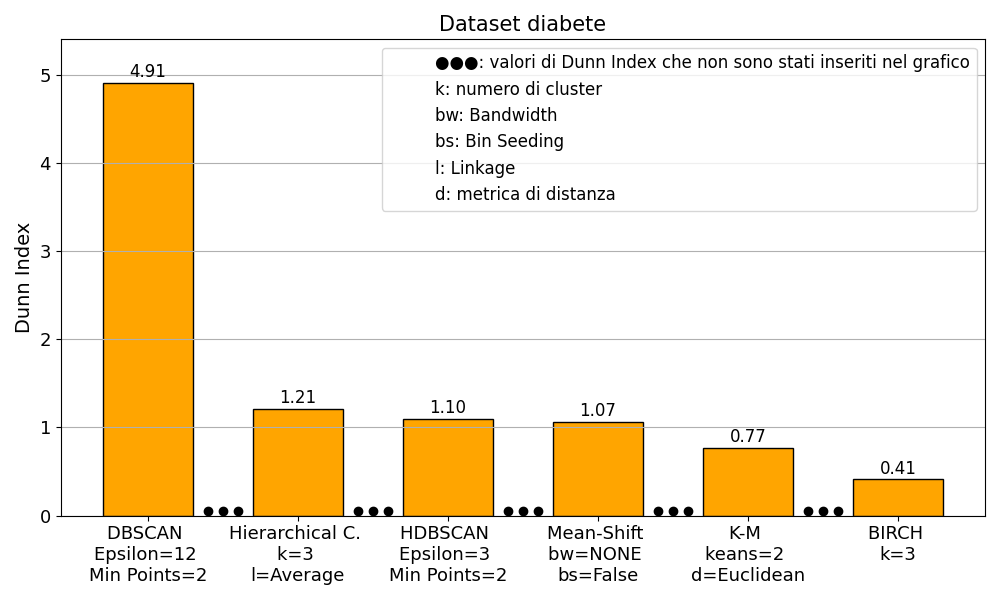 Dataset diabete
Dunn Index
5
4
3
2
1
0
●●●: valori di Dunn Index che non sono stati inseriti nel grafico
k: numero di cluster
bw: Bandwidth
bs: Bin Seeding
l: Linkage
d: metrica di distanza
4.91
1.21
1.10
1.07
0.77
0.41
DBSCAN
Epsilon=12
Min Points=2
Hierarchical C.
k=3
l=Average
HDBSCAN
Epsilon=3
Min Points=2
Mean-Shift
bw=NONE
bs=False
K-M
keans=2
d=Euclidean
BIRCH
k=3